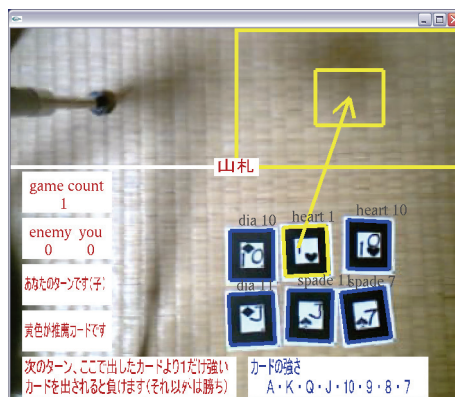 山札
game count
1
enemy you
0 0
dia 10 heart 1 heart 10
あなたのターンです(子)
dia 11 spade 11 spade 7
J J 7
黄色が推薦カードです
次のターン、ここで出したカードより1だけ強い
カードを出されると負けます(それ以外は勝ち)
カードの強さ
A・K・Q・J・10・9・8・7